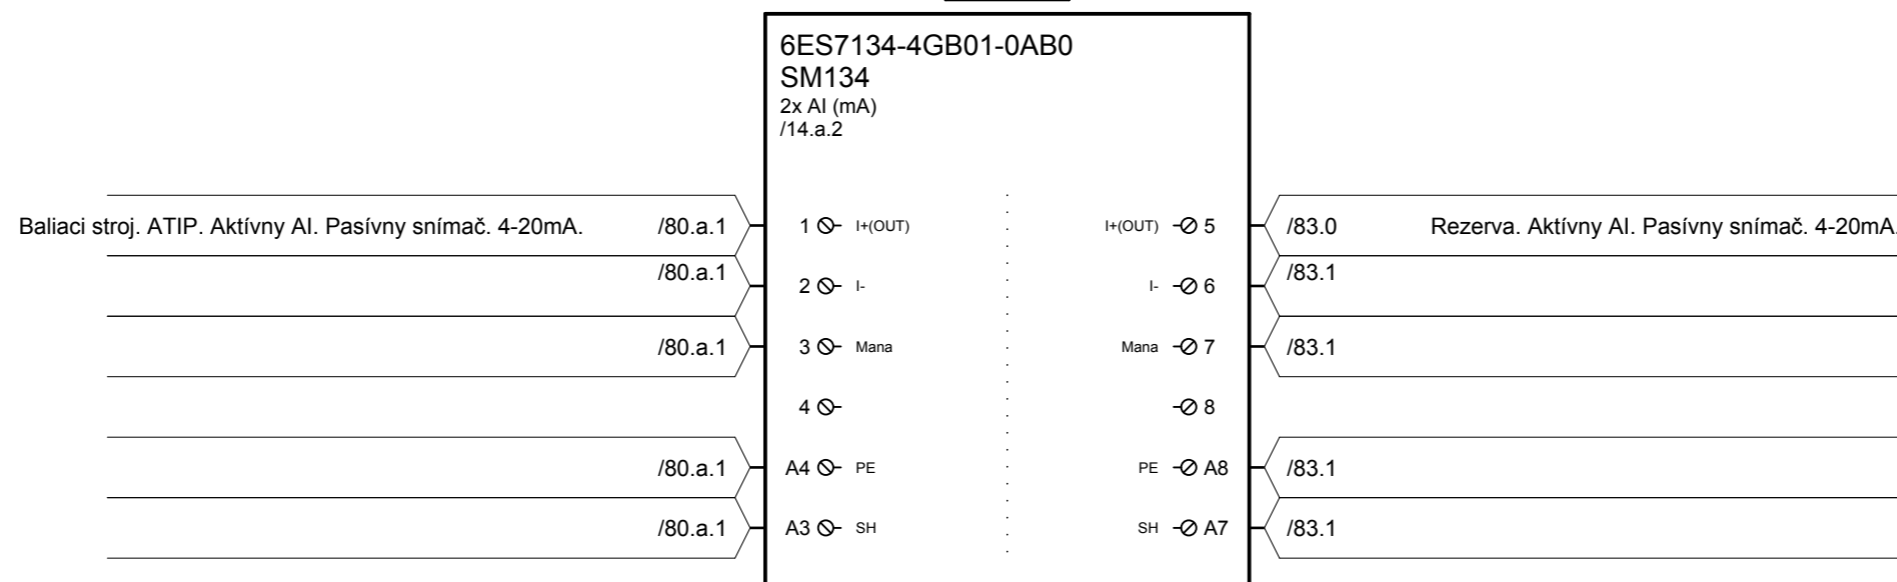 6ES7134-4GB01-0AB0
SM134
2x AI (mA)
/14.a.2
Baliaci stroj. ATIP. Aktívny AI. Pasívny snímač. 4-20mA. /80.a.1 1 I+(OUT) I+(OUT) 5 /83.0 Rezerva. Aktívny AI. Pasívny snímač. 4-20mA.
/80.a.1 2 I- I- 6 /83.1
/80.a.1 3 Mana Mana 7 /83.1
4 8
/80.a.1 A4 PE PE A8 /83.1
/80.a.1 A3 SH SH A7 /83.1